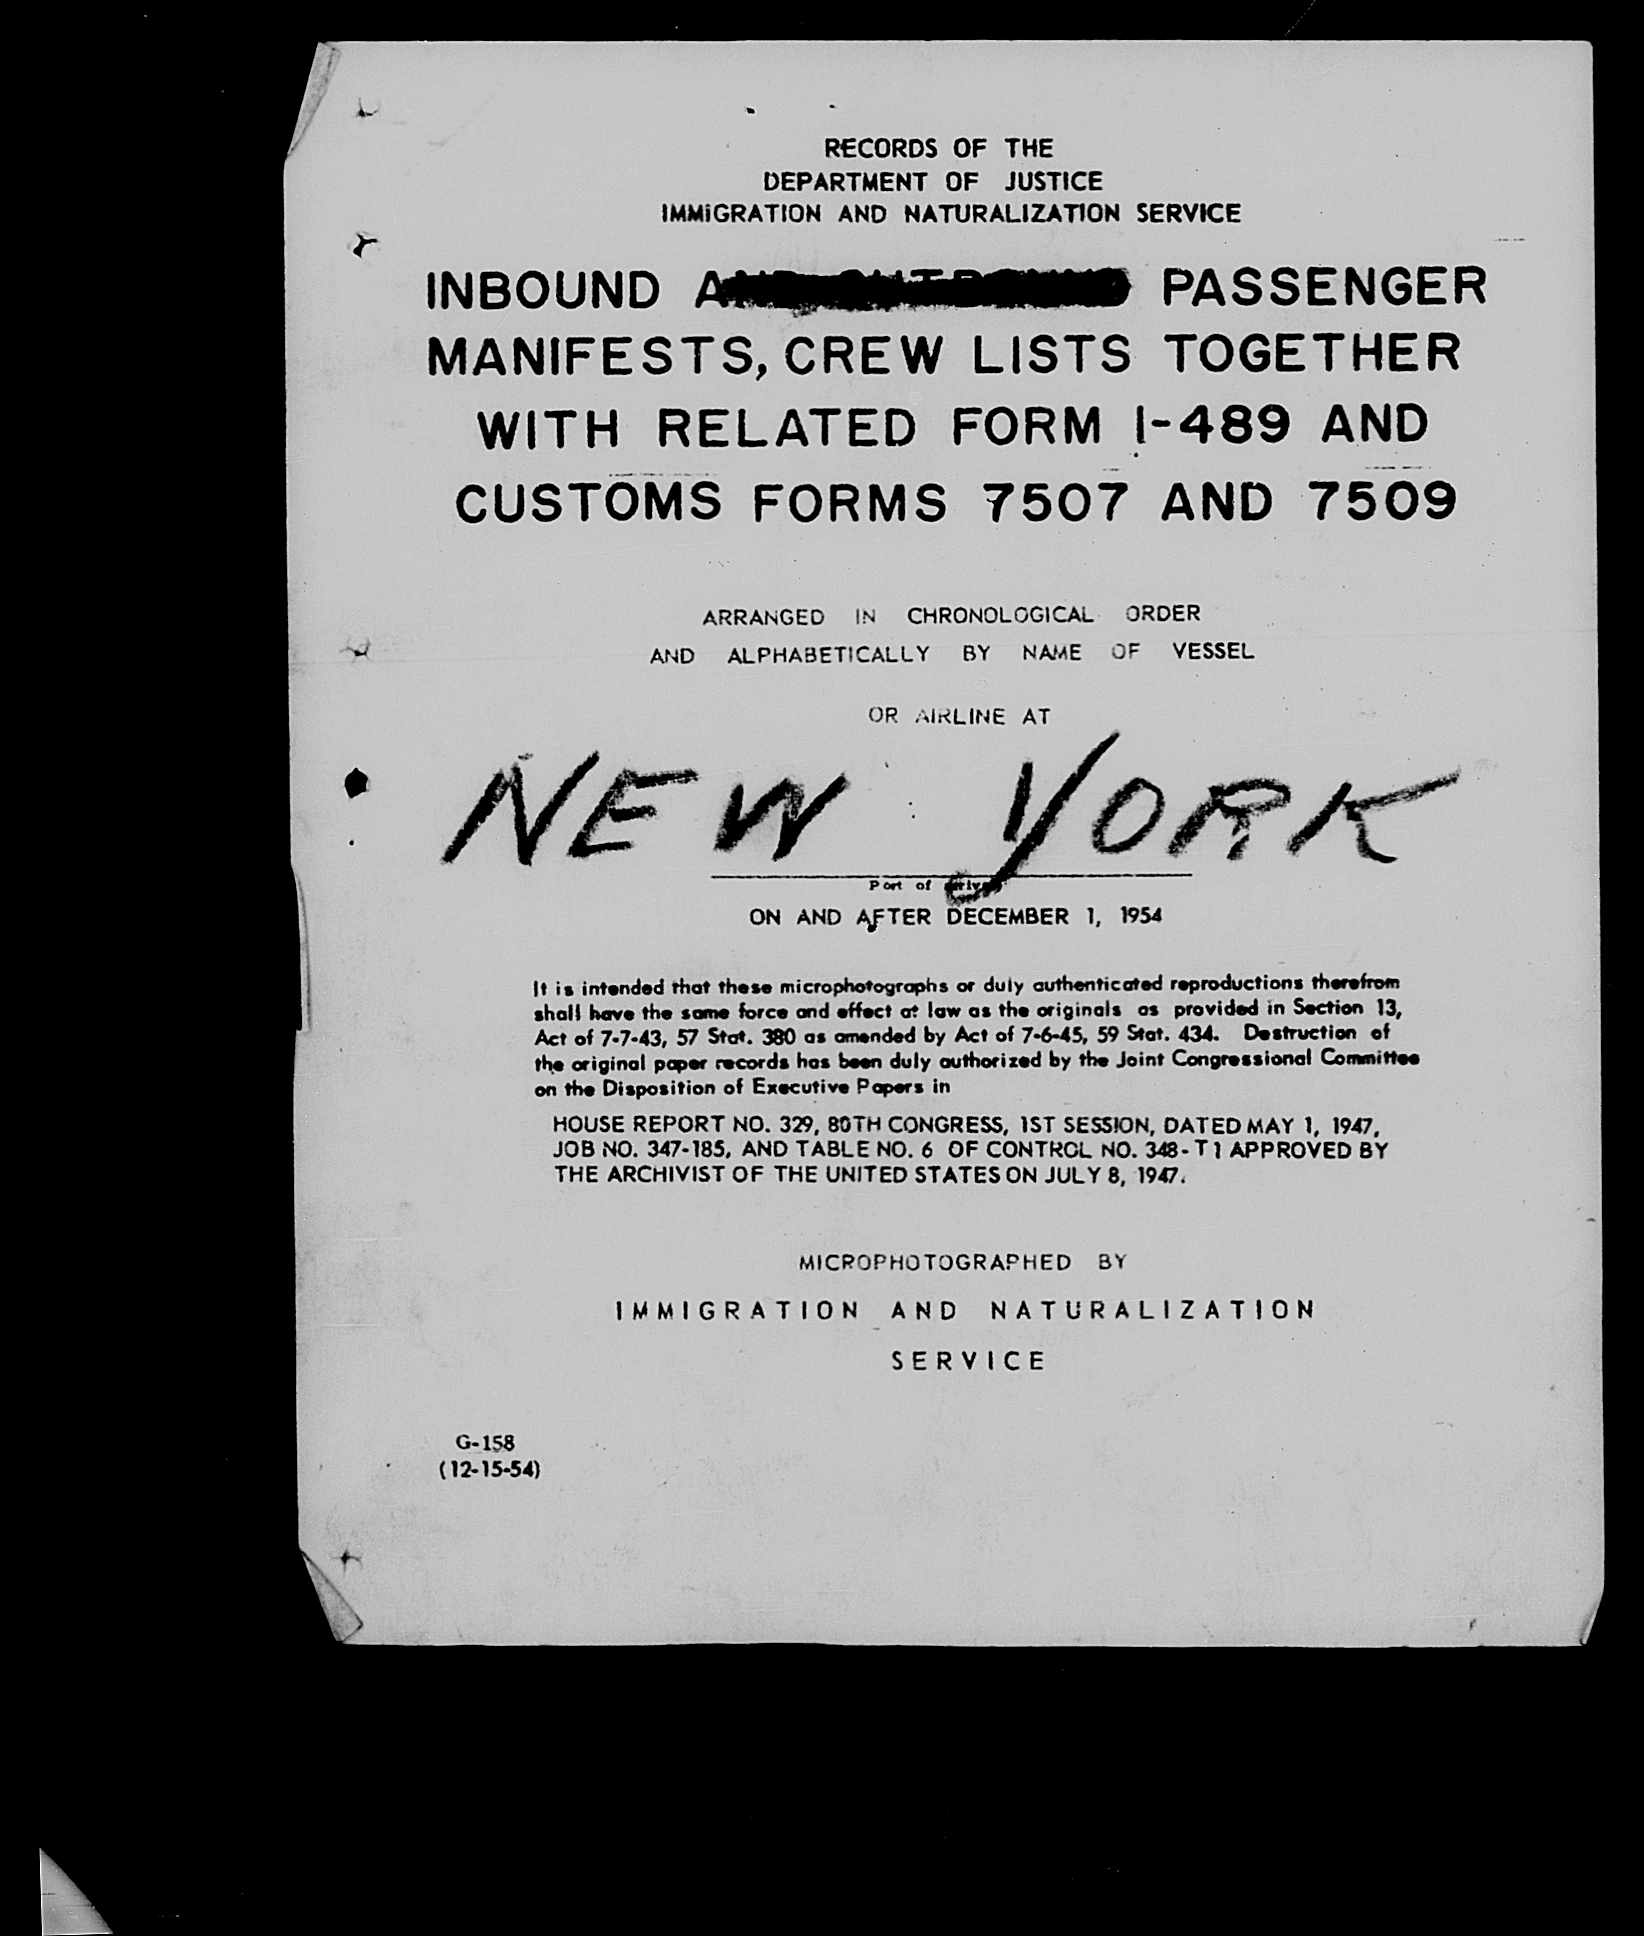 RECORDS OF THE
DEPARTMENT OF JUSTICE
IMMIGRATION AND NATURALIZATION SERVICE
INBOUND PASSENGER
MANIFESTS, CREW LISTS TOGETHER
WITH RELATED FORM I-489 AND
CUSTOMS FORMS 7507 AND 7509
ARRANGED IN CHRONOLOGICAL ORDER
AND ALPHABETICALLY BY NAME OF VESSEL
OR AIRLINE AT
NEW YORK
Port of
ON AND AFTER DECEMBER 1, 1954
It is intended that these microphotographs or duly authenticated reproductions therefrom
shall have the same force and effect at law as the originals as provided in Section 13,
Act of 7-7-43, 57 Stat. 380 as amended by Act of 7-6-45, 59 Stat. 434. Destruction of
the original paper records has been duly authorized by the Joint Congressional Committee
on the Disposition of Executive Papers in
HOUSE REPORT NO. 329, 80TH CONGRESS, 1ST SESSION, DATED MAY 1, 1947,
JOB NO. 347-185, AND TABLE NO. 6 OF CONTROL NO. 348-T1 APPROVED BY
THE ARCHIVIST OF THE UNITED STATES ON JULY 8, 1947.
MICROPHOTOGRAPHED BY
IMMIGRATION AND NATURALIZATION
SERVICE
G-158
(12-15-54)